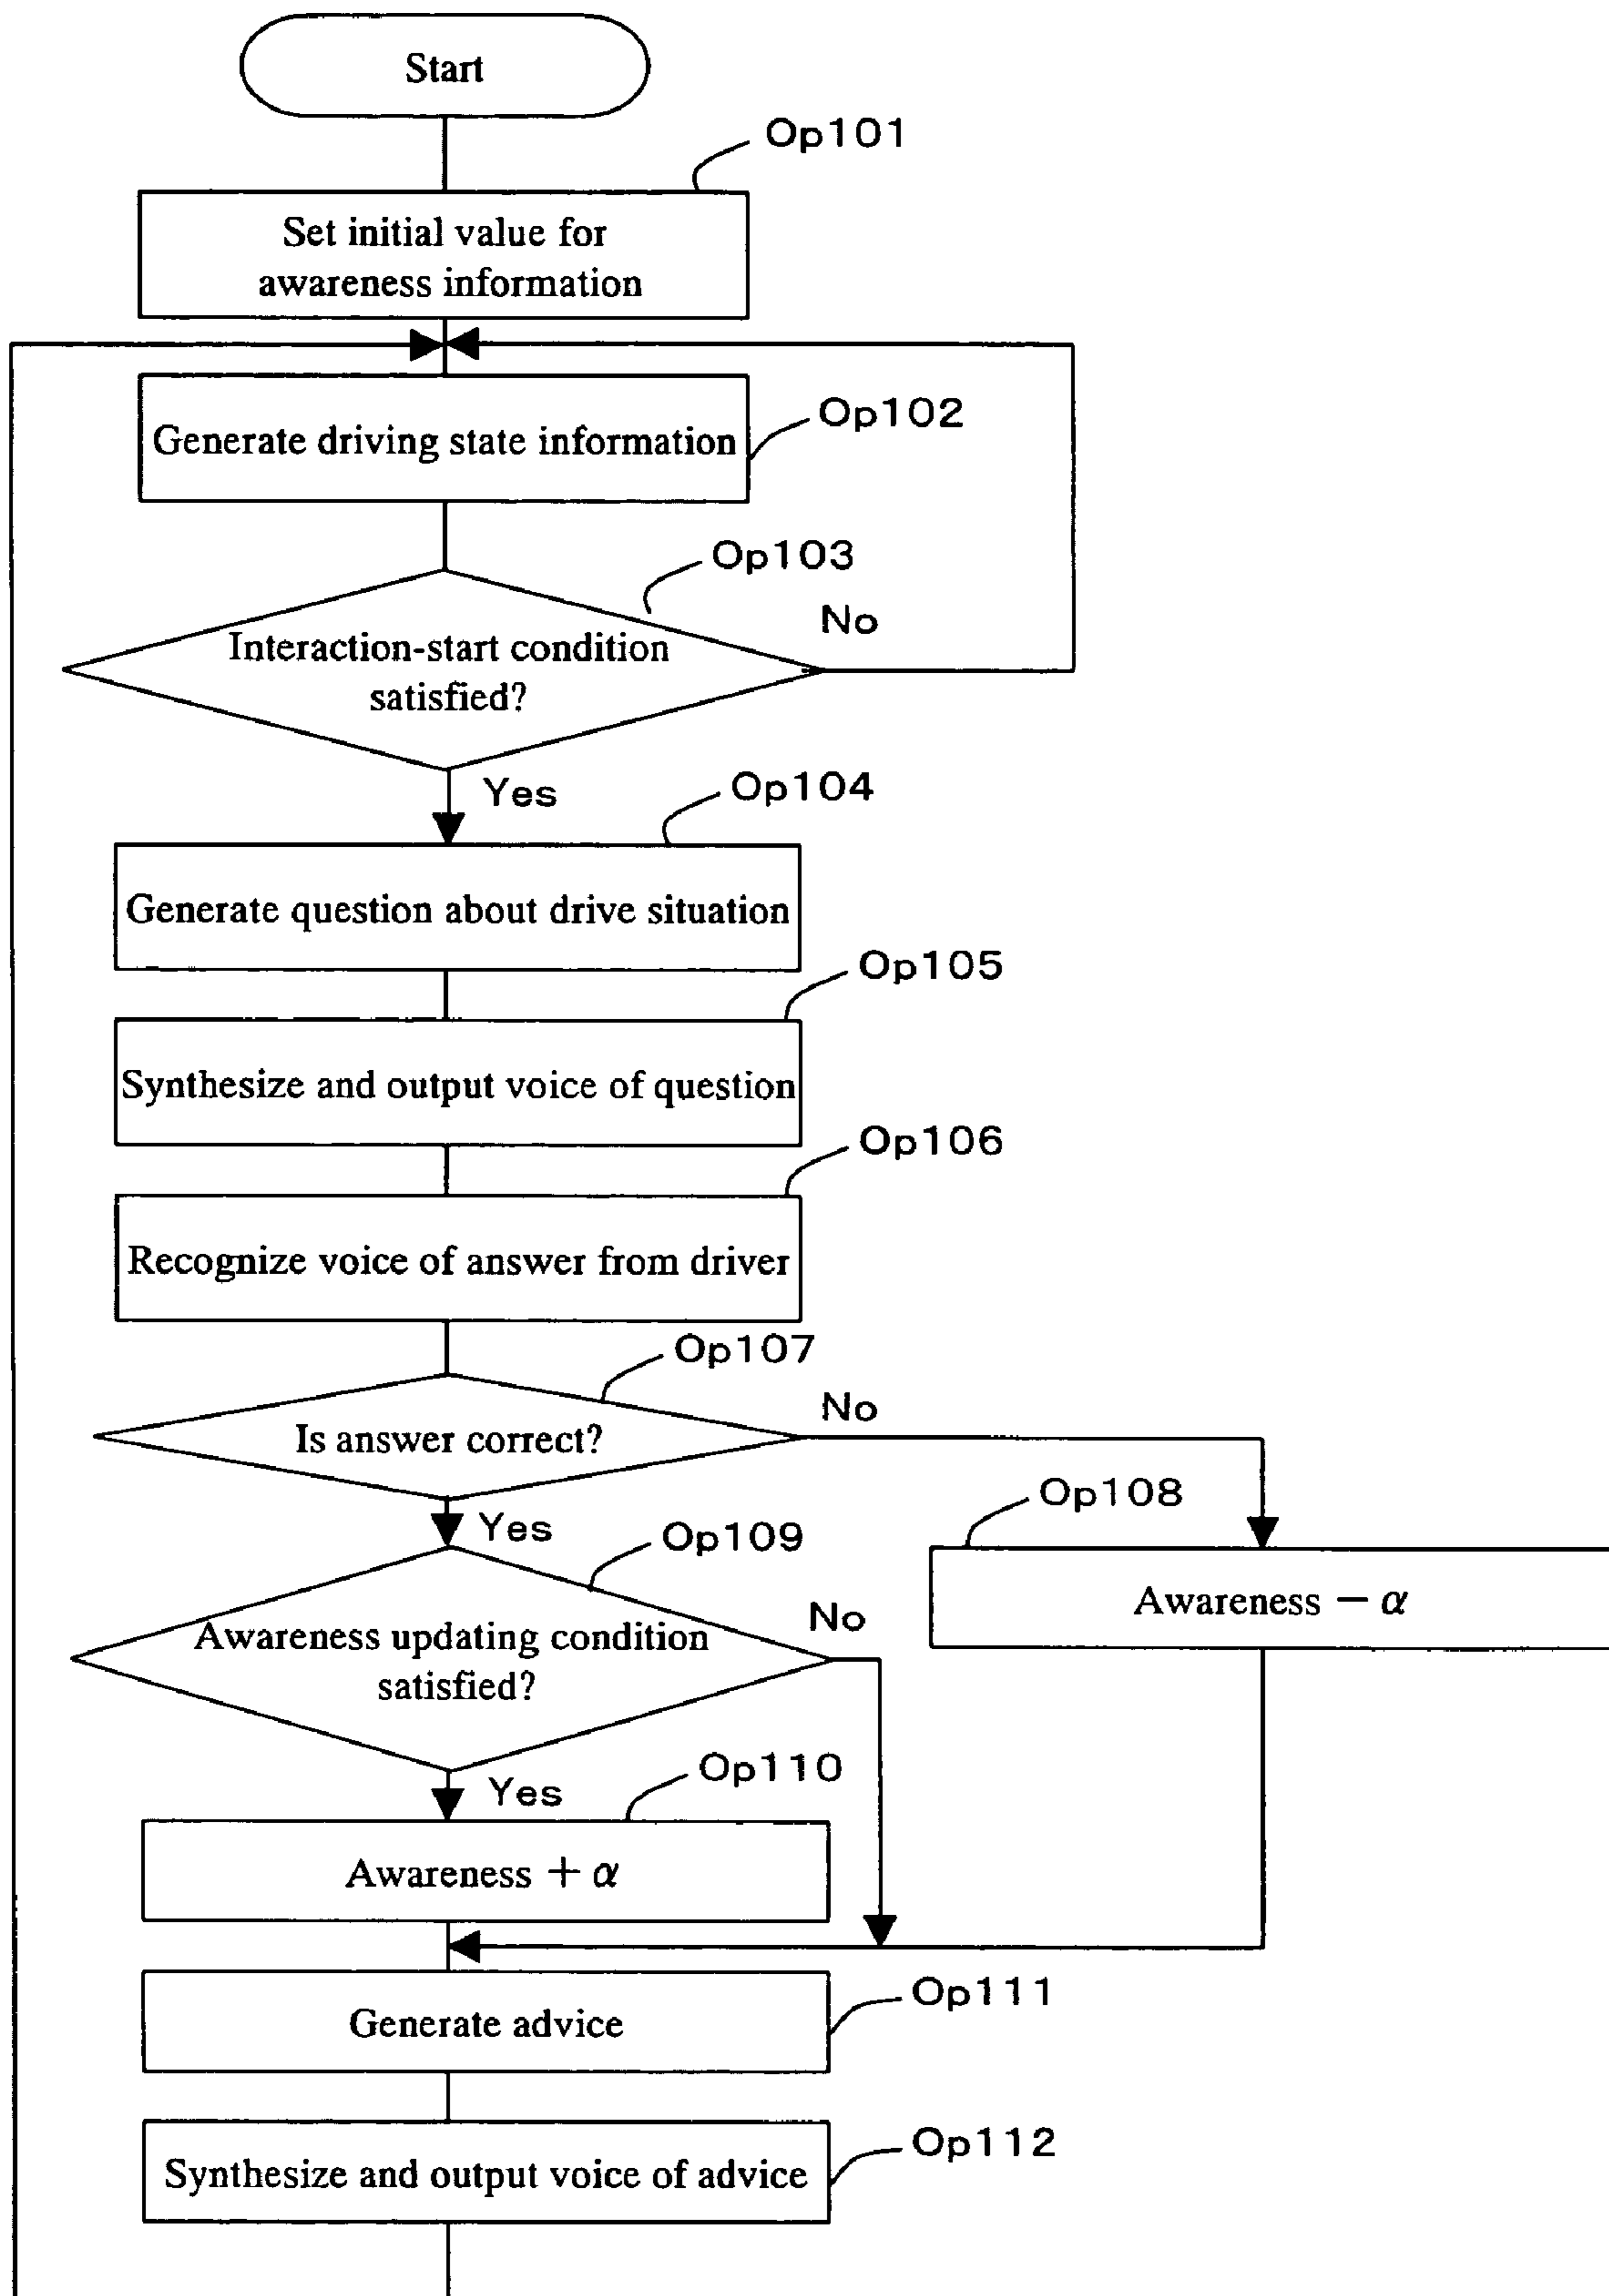 Start
Op101
Set initial value for
awareness information
Op102
Generate driving state information
Op103
No
Interaction-start condition
satisfied?
Yes
Op104
Generate question about drive situation
Op105
Synthesize and output voice of question
Op106
Recognize voice of answer from driver
Op107
No
Is answer correct?
Op108
Yes
Op109
Awareness − α
No
Awareness updating condition
satisfied?
Op110
Yes
Awareness + α
Op111
Generate advice
Op112
Synthesize and output voice of advice